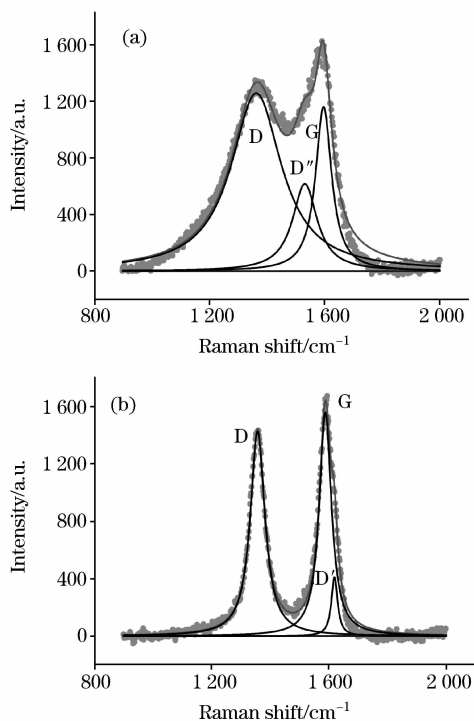 (a)
1 600
1 200
800
400
0
Intensity/a.u.
D
D″
G
800 1 200 1 600 2 000
Raman shift/cm⁻¹
(b)
1 600
1 200
800
400
0
Intensity/a.u.
D
G
D′
800 1 200 1 600 2 000
Raman shift/cm⁻¹